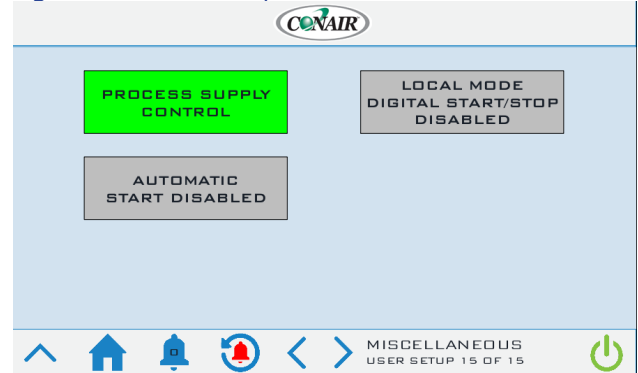 CONAIR
PROCESS SUPPLY
CONTROL
LOCAL MODE
DIGITAL START/STOP
DISABLED
AUTOMATIC
START DISABLED
0
MISCELLANEOUS
USER SETUP 15 OF 15